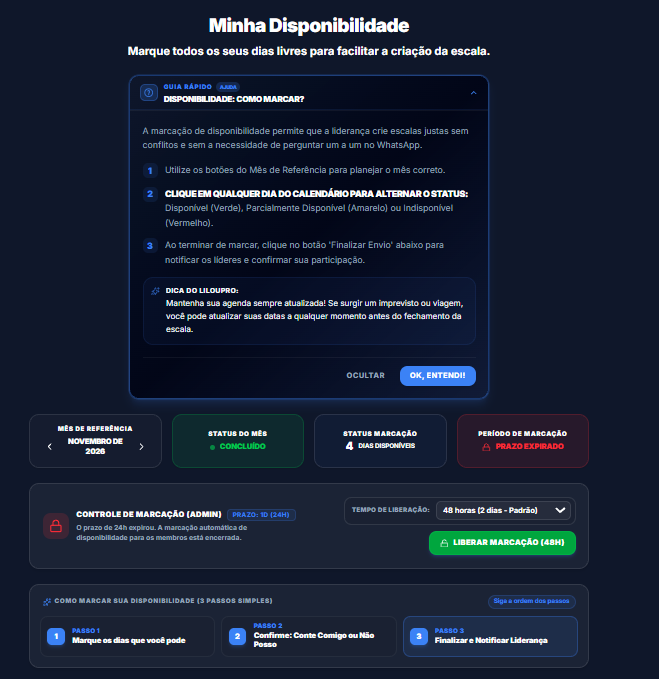 Minha Disponibilidade
Marque todos os seus dias livres para facilitar a criação da escala.
GUIA RÁPIDO AJUDA
DISPONIBILIDADE: COMO MARCAR?
A marcação de disponibilidade permite que a liderança crie escalas justas sem
conflitos e sem a necessidade de perguntar um a um no WhatsApp.
1 Utilize os botões do Mês de Referência para planejar o mês correto.
2 CLIQUE EM QUALQUER DIA DO CALENDÁRIO PARA ALTERNAR O STATUS:
Disponível (Verde), Parcialmente Disponível (Amarelo) ou Indisponível
(Vermelho).
3 Ao terminar de marcar, clique no botão 'Finalizar Envio' abaixo para
notificar os líderes e confirmar sua participação.
DICA DO LILOUPRO:
Mantenha sua agenda sempre atualizada! Se surgir um imprevisto ou viagem,
você pode atualizar suas datas a qualquer momento antes do fechamento da
escala.
OCULTAR OK, ENTENDI!
MÊS DE REFERÊNCIA
NOVEMBRO DE
2026
STATUS DO MÊS
CONCLUÍDO
STATUS MARCAÇÃO
4 DIAS DISPONÍVEIS
PERÍODO DE MARCAÇÃO
PRAZO EXPIRADO
CONTROLE DE MARCAÇÃO (ADMIN) PRAZO: 1D (24H)
O prazo de 24h expirou. A marcação automática de
disponibilidade para os membros está encerrada.
TEMPO DE LIBERAÇÃO: 48 horas (2 dias - Padrão)
LIBERAR MARCAÇÃO (48H)
COMO MARCAR SUA DISPONIBILIDADE (3 PASSOS SIMPLES) Siga a ordem dos passos
1 PASSO 1
Marque os dias que você pode
2 PASSO 2
Confirme: Conte Comigo ou Não
Posso
3 PASSO 3
Finalizar e Notificar Liderança